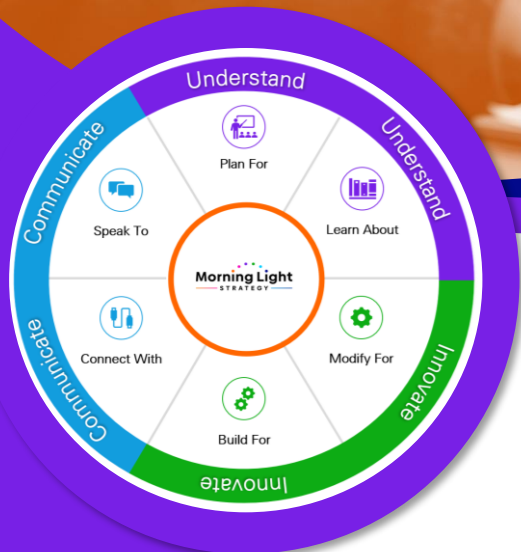 Understand
Understand
Communicate
Plan For
Learn About
Speak To
Morning Light
STRATEGY
Connect With
Modify For
Build For
Communicate
Innovate
Innovate